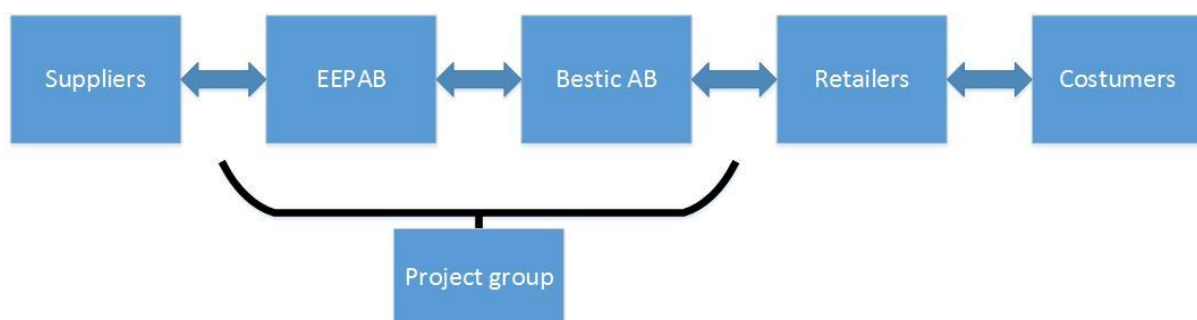 Suppliers
EEPAB
Bestic AB
Retailers
Costumers
Project group